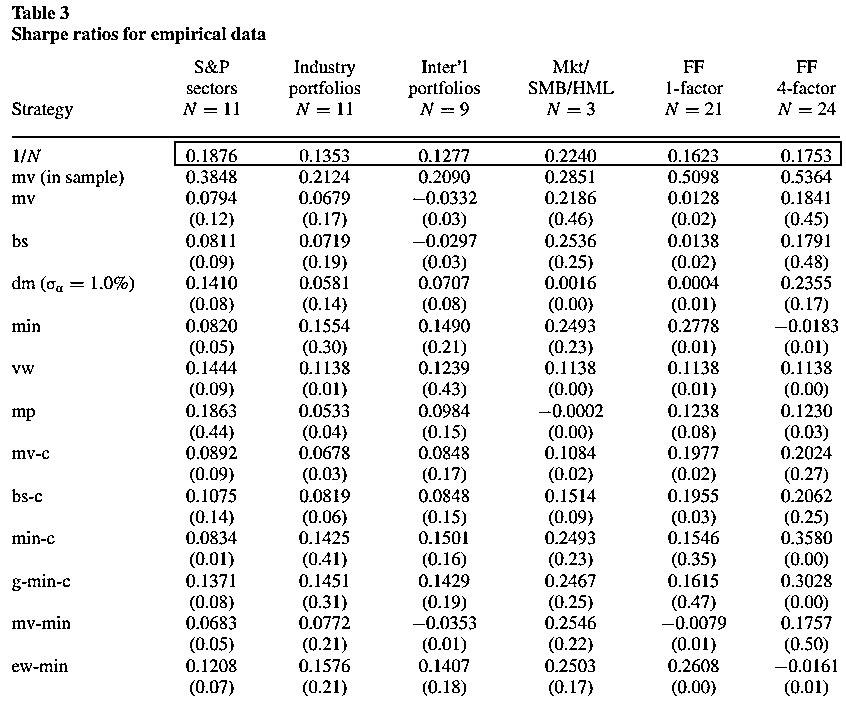 Table 3
Sharpe ratios for empirical data
S&P Industry Inter'l Mkt/ FF FF
sectors portfolios portfolios SMB/HML 1-factor 4-factor
Strategy N = 11 N = 11 N = 9 N = 3 N = 21 N = 24
1/N 0.1876 0.1353 0.1277 0.2240 0.1623 0.1753
mv (in sample) 0.3848 0.2124 0.2090 0.2851 0.5098 0.5364
mv 0.0794 0.0679 −0.0332 0.2186 0.0128 0.1841
(0.12) (0.17) (0.03) (0.46) (0.02) (0.45)
bs 0.0811 0.0719 −0.0297 0.2536 0.0138 0.1791
(0.09) (0.19) (0.03) (0.25) (0.02) (0.48)
dm (σα = 1.0%) 0.1410 0.0581 0.0707 0.0016 0.0004 0.2355
(0.08) (0.14) (0.08) (0.00) (0.01) (0.17)
min 0.0820 0.1554 0.1490 0.2493 0.2778 −0.0183
(0.05) (0.30) (0.21) (0.23) (0.01) (0.01)
vw 0.1444 0.1138 0.1239 0.1138 0.1138 0.1138
(0.09) (0.01) (0.43) (0.00) (0.01) (0.00)
mp 0.1863 0.0533 0.0984 −0.0002 0.1238 0.1230
(0.44) (0.04) (0.15) (0.00) (0.08) (0.03)
mv-c 0.0892 0.0678 0.0848 0.1084 0.1977 0.2024
(0.09) (0.03) (0.17) (0.02) (0.02) (0.27)
bs-c 0.1075 0.0819 0.0848 0.1514 0.1955 0.2062
(0.14) (0.06) (0.15) (0.09) (0.03) (0.25)
min-c 0.0834 0.1425 0.1501 0.2493 0.1546 0.3580
(0.01) (0.41) (0.16) (0.23) (0.35) (0.00)
g-min-c 0.1371 0.1451 0.1429 0.2467 0.1615 0.3028
(0.08) (0.31) (0.19) (0.25) (0.47) (0.00)
mv-min 0.0683 0.0772 −0.0353 0.2546 −0.0079 0.1757
(0.05) (0.21) (0.01) (0.22) (0.01) (0.50)
ew-min 0.1208 0.1576 0.1407 0.2503 0.2608 −0.0161
(0.07) (0.21) (0.18) (0.17) (0.00) (0.01)